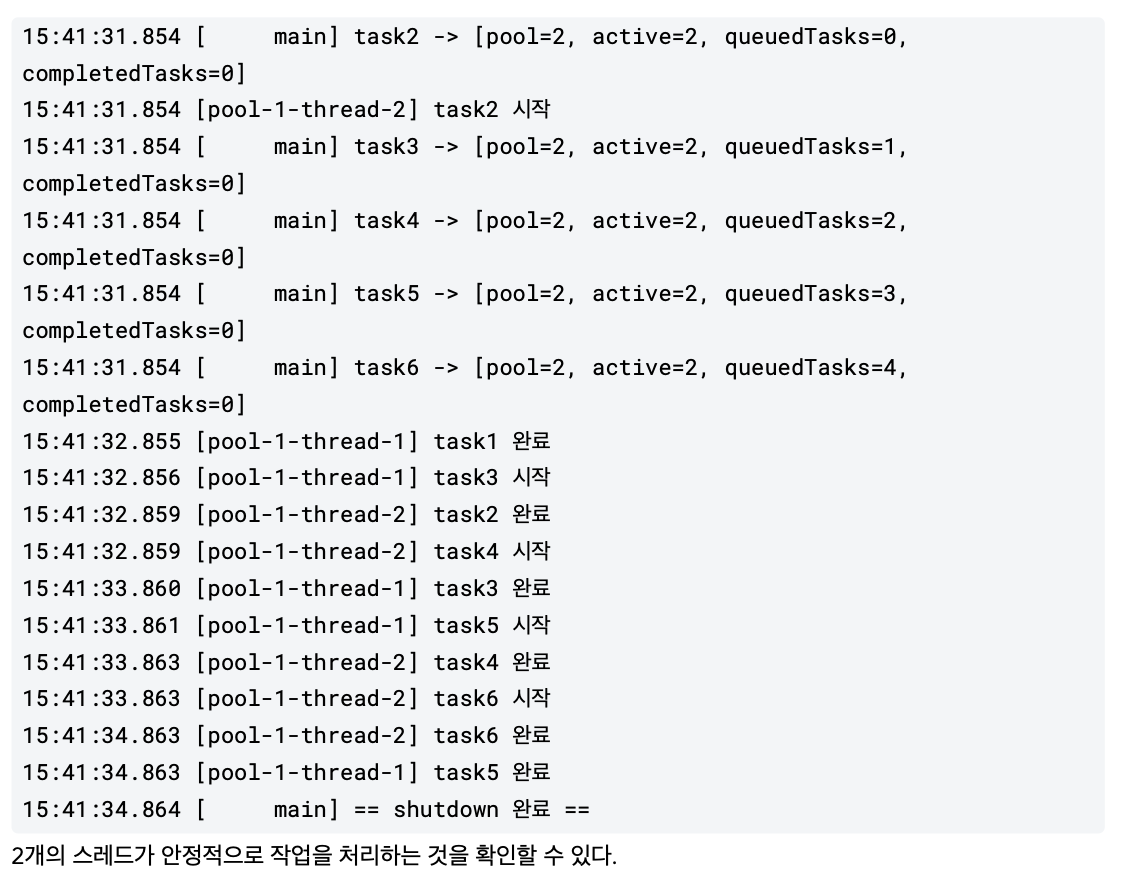 15:41:31.854 [     main] task2 -> [pool=2, active=2, queuedTasks=0,
completedTasks=0]
15:41:31.854 [pool-1-thread-2] task2 시작
15:41:31.854 [     main] task3 -> [pool=2, active=2, queuedTasks=1,
completedTasks=0]
15:41:31.854 [     main] task4 -> [pool=2, active=2, queuedTasks=2,
completedTasks=0]
15:41:31.854 [     main] task5 -> [pool=2, active=2, queuedTasks=3,
completedTasks=0]
15:41:31.854 [     main] task6 -> [pool=2, active=2, queuedTasks=4,
completedTasks=0]
15:41:32.855 [pool-1-thread-1] task1 완료
15:41:32.856 [pool-1-thread-1] task3 시작
15:41:32.859 [pool-1-thread-2] task2 완료
15:41:32.859 [pool-1-thread-2] task4 시작
15:41:33.860 [pool-1-thread-1] task3 완료
15:41:33.861 [pool-1-thread-1] task5 시작
15:41:33.863 [pool-1-thread-2] task4 완료
15:41:33.863 [pool-1-thread-2] task6 시작
15:41:34.863 [pool-1-thread-2] task6 완료
15:41:34.863 [pool-1-thread-1] task5 완료
15:41:34.864 [     main] == shutdown 완료 ==
2개의 스레드가 안정적으로 작업을 처리하는 것을 확인할 수 있다.